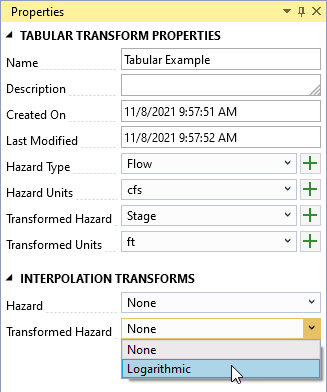 Properties
TABULAR TRANSFORM PROPERTIES
Name Tabular Example
Description
Created On 11/8/2021 9:57:51 AM
Last Modified 11/8/2021 9:57:52 AM
Hazard Type Flow
Hazard Units cfs
Transformed Hazard Stage
Transformed Units ft
INTERPOLATION TRANSFORMS
Hazard None
Transformed Hazard None
None
Logarithmic